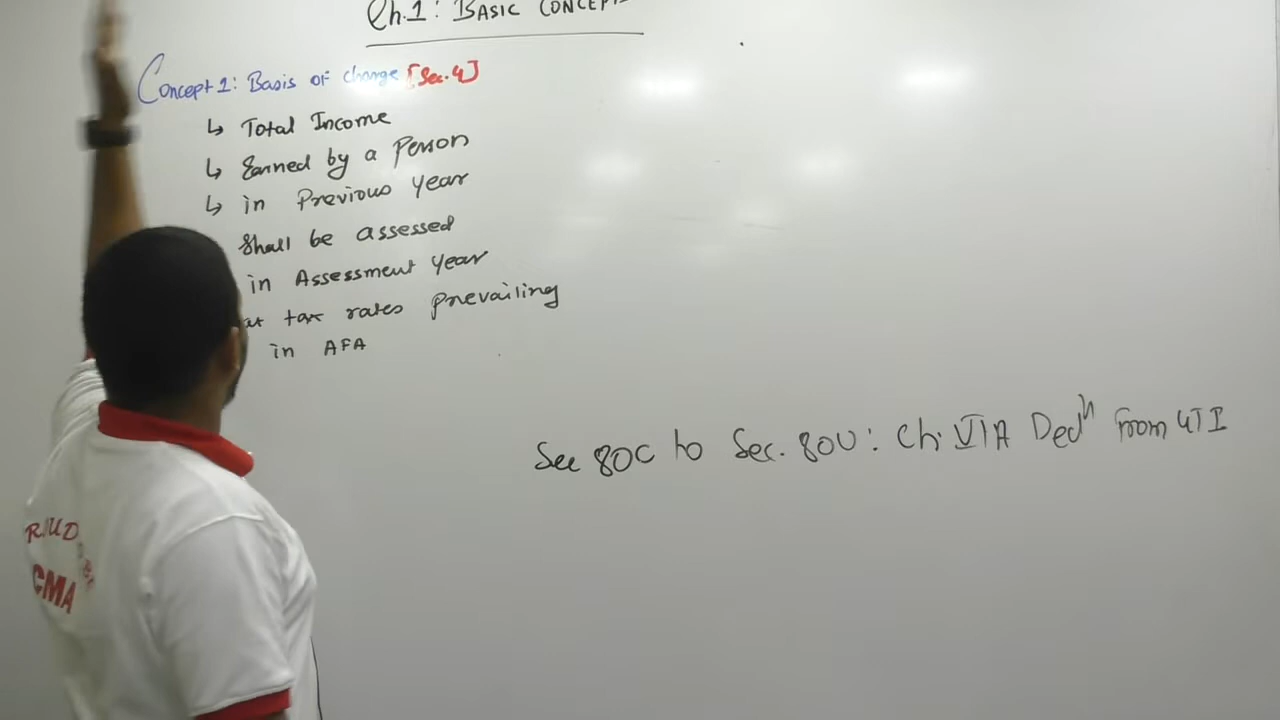 Ch.1: BASIC CONCEPTS
Concept 1: Basis of charge [Sec.4]
↳ Total Income
↳ Earned by a Person
↳ in Previous Year
Shall be assessed
in Assessment Year
at tax rates prevailing
in AFA
Sec 80C to Sec. 80U: Ch. VIA Dedⁿ from GTI
CMA